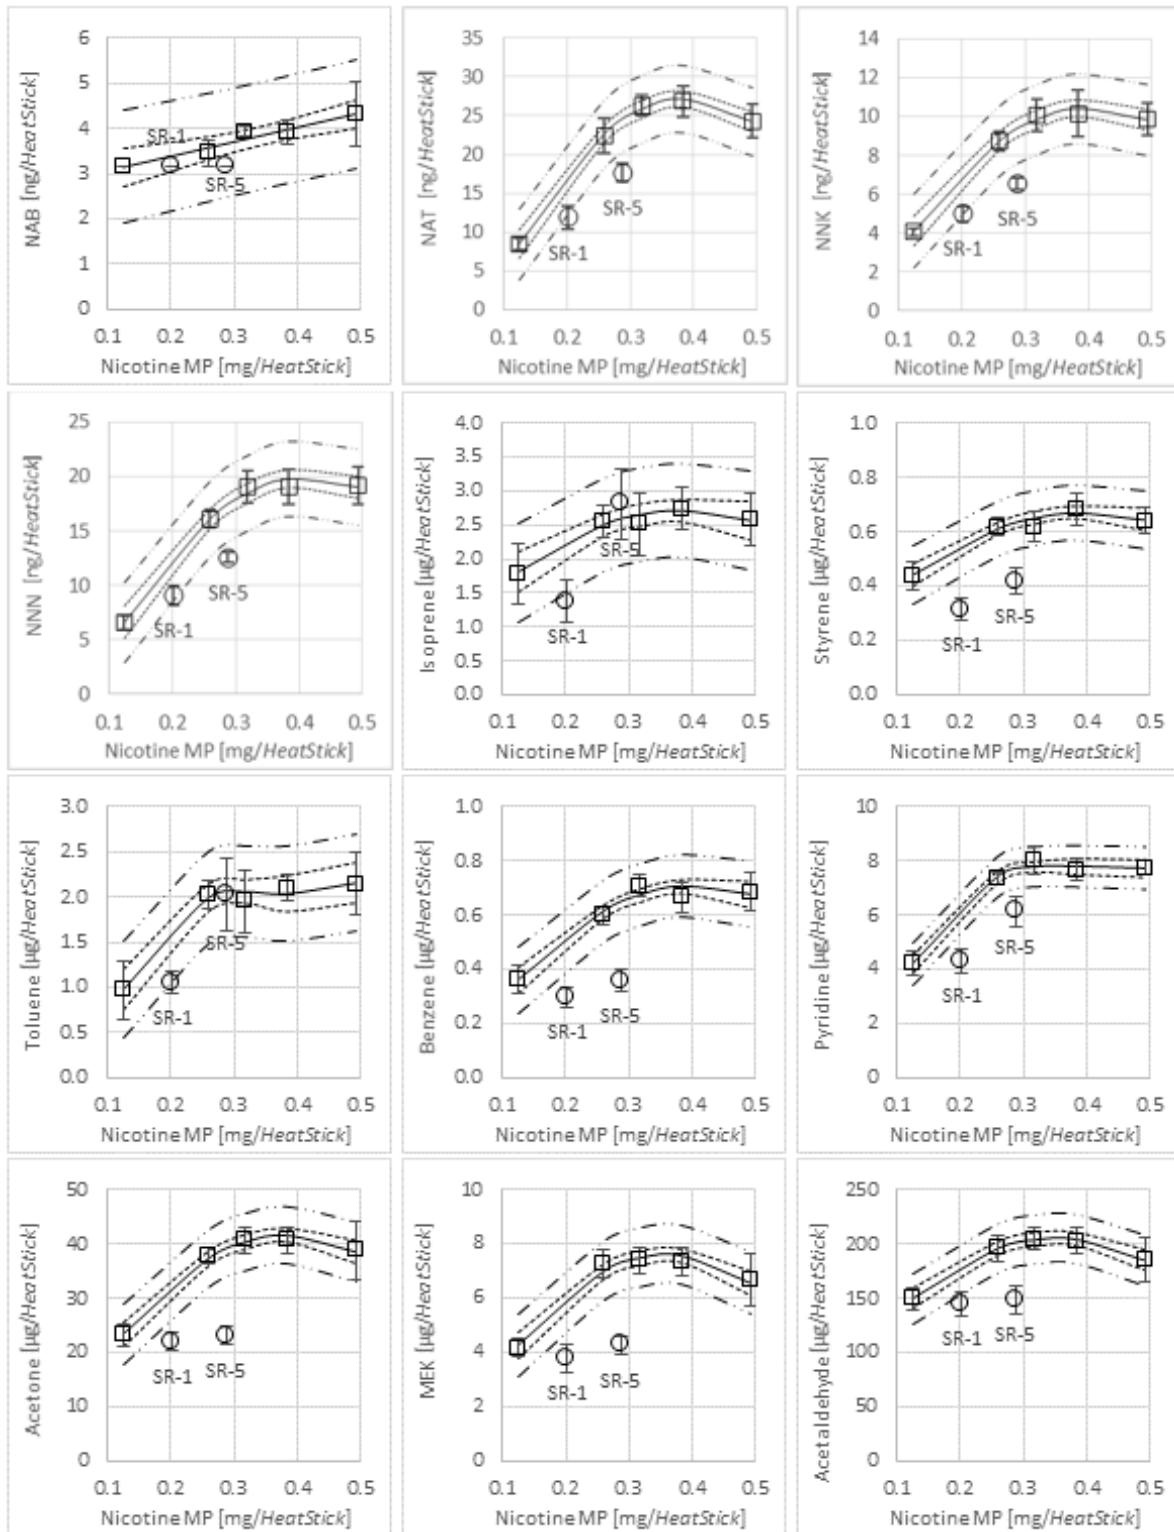 NAB [ng/HeatStick]
6
5
4
3
2
1
0
SR-1
SR-5
0.1 0.2 0.3 0.4 0.5
Nicotine MP [mg/HeatStick]
NAT [ng/HeatStick]
35
30
25
20
15
10
5
0
SR-5
SR-1
0.1 0.2 0.3 0.4 0.5
Nicotine MP [mg/HeatStick]
NNK [ng/HeatStick]
14
12
10
8
6
4
2
0
SR-5
SR-1
0.1 0.2 0.3 0.4 0.5
Nicotine MP [mg/HeatStick]
NNN [ng/HeatStick]
25
20
15
10
5
0
SR-5
SR-1
0.1 0.2 0.3 0.4 0.5
Nicotine MP [mg/HeatStick]
Isoprene [µg/HeatStick]
4.0
3.5
3.0
2.5
2.0
1.5
1.0
0.5
0.0
SR-5
SR-1
0.1 0.2 0.3 0.4 0.5
Nicotine MP [mg/HeatStick]
Styrene [µg/HeatStick]
1.0
0.8
0.6
0.4
0.2
0.0
SR-5
SR-1
0.1 0.2 0.3 0.4 0.5
Nicotine MP [mg/HeatStick]
Toluene [µg/HeatStick]
3.0
2.5
2.0
1.5
1.0
0.5
0.0
SR-5
SR-1
0.1 0.2 0.3 0.4 0.5
Nicotine MP [mg/HeatStick]
Benzene [µg/HeatStick]
1.0
0.8
0.6
0.4
0.2
0.0
SR-1
SR-5
0.1 0.2 0.3 0.4 0.5
Nicotine MP [mg/HeatStick]
Pyridine [µg/HeatStick]
10
8
6
4
2
0
SR-5
SR-1
0.1 0.2 0.3 0.4 0.5
Nicotine MP [mg/HeatStick]
Acetone [µg/HeatStick]
50
40
30
20
10
0
SR-1
SR-5
0.1 0.2 0.3 0.4 0.5
Nicotine MP [mg/HeatStick]
MEK [µg/HeatStick]
10
8
6
4
2
0
SR-1
SR-5
0.1 0.2 0.3 0.4 0.5
Nicotine MP [mg/HeatStick]
Acetaldehyde [µg/HeatStick]
250
200
150
100
50
0
SR-1
SR-5
0.1 0.2 0.3 0.4 0.5
Nicotine MP [mg/HeatStick]